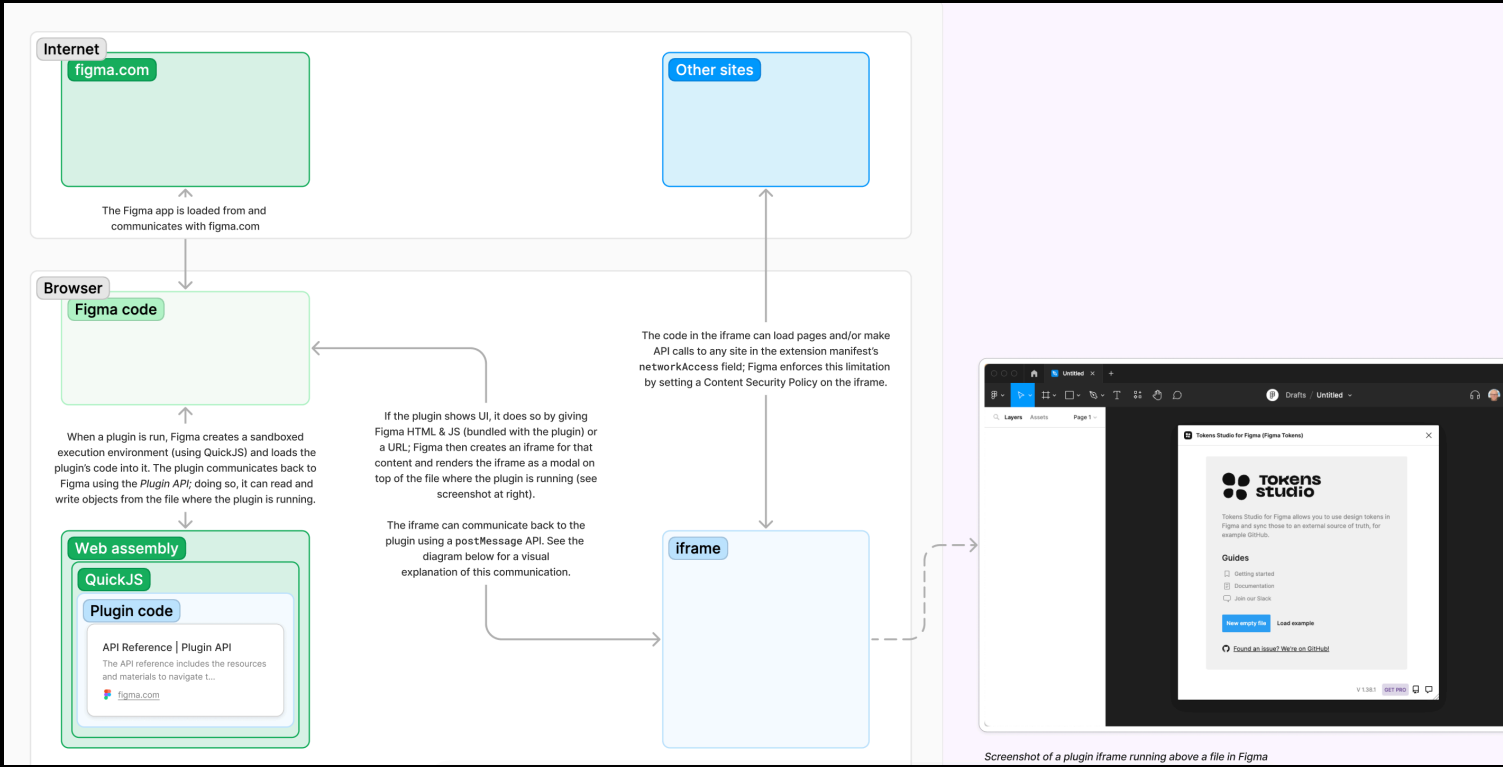 Internet
figma.com
Other sites
The Figma app is loaded from and
communicates with figma.com
Browser
Figma code
The code in the iframe can load pages and/or make
API calls to any site in the extension manifest's
networkAccess field; Figma enforces this limitation
by setting a Content Security Policy on the iframe.
If the plugin shows UI, it does so by giving
Figma HTML & JS (bundled with the plugin) or
a URL; Figma then creates an iframe for that
content and renders the iframe as a modal on
top of the file where the plugin is running (see
screenshot at right).
The iframe can communicate back to the
plugin using a postMessage API. See the
diagram below for a visual
explanation of this communication.
When a plugin is run, Figma creates a sandboxed
execution environment (using QuickJS) and loads the
plugin's code into it. The plugin communicates back to
Figma using the Plugin API; doing so, it can read and
write objects from the file where the plugin is running.
Web assembly
QuickJS
Plugin code
API Reference | Plugin API
The API reference includes the resources
and materials to navigate t...
figma.com
iframe
Untitled
Drafts / Untitled
Layers Assets Page 1
Tokens Studio for Figma (Figma Tokens)
TOKENS
STUDIO
Tokens Studio for Figma allows you to use design tokens in
Figma and sync those to an external source of truth, for
example GitHub.
Guides
Getting started
Documentation
Join our Slack
New empty file Load example
Found an issue? We're on GitHub!
V 1.38.1 GET PRO
Screenshot of a plugin iframe running above a file in Figma